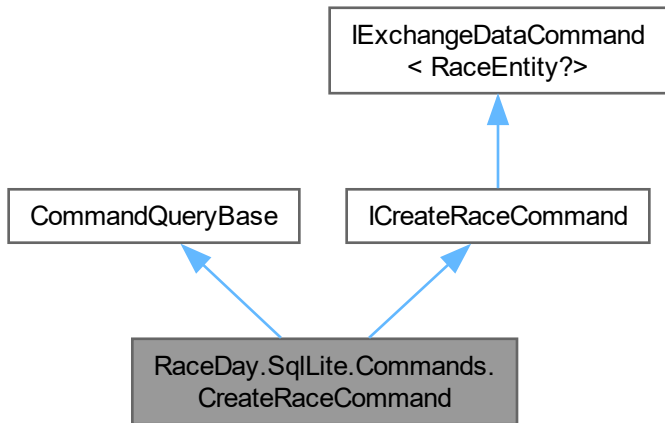 IExchangeDataCommand
< RaceEntity?>
CommandQueryBase
ICreateRaceCommand
RaceDay.SqlLite.Commands.
CreateRaceCommand